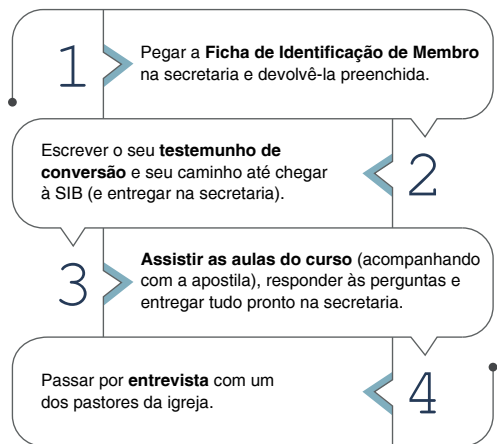 1
Pegar a Ficha de Identificação de Membro
na secretaria e devolvê-la preenchida.
Escrever o seu testemunho de
conversão e seu caminho até chegar
à SIB (e entregar na secretaria).
2
3
Assistir as aulas do curso (acompanhando
com a apostila), responder às perguntas e
entregar tudo pronto na secretaria.
Passar por entrevista com um
dos pastores da igreja.
4